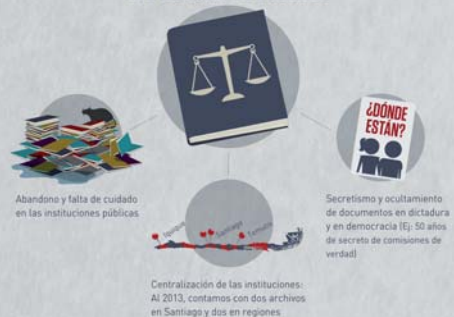 ¿DÓNDE
ESTÁN?
Abandono y falta de cuidado
en las instituciones públicas
Iquique
Santiago
Temuco
Secretismo y ocultamiento
de documentos en dictadura
y en democracia (Ej: 50 años
de secreto de comisiones de
verdad)
Centralización de las instituciones:
Al 2013, contamos con dos archivos
en Santiago y dos en regiones